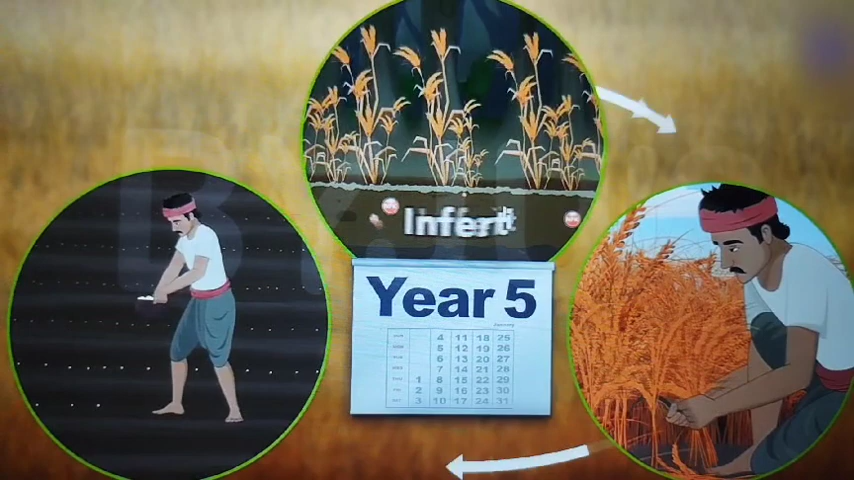 Infert
Year 5
January
4 11 18 25
5 12 19 26
6 13 20 27
7 14 21 28
1 8 15 22 29
2 9 16 23 30
3 10 17 24 31